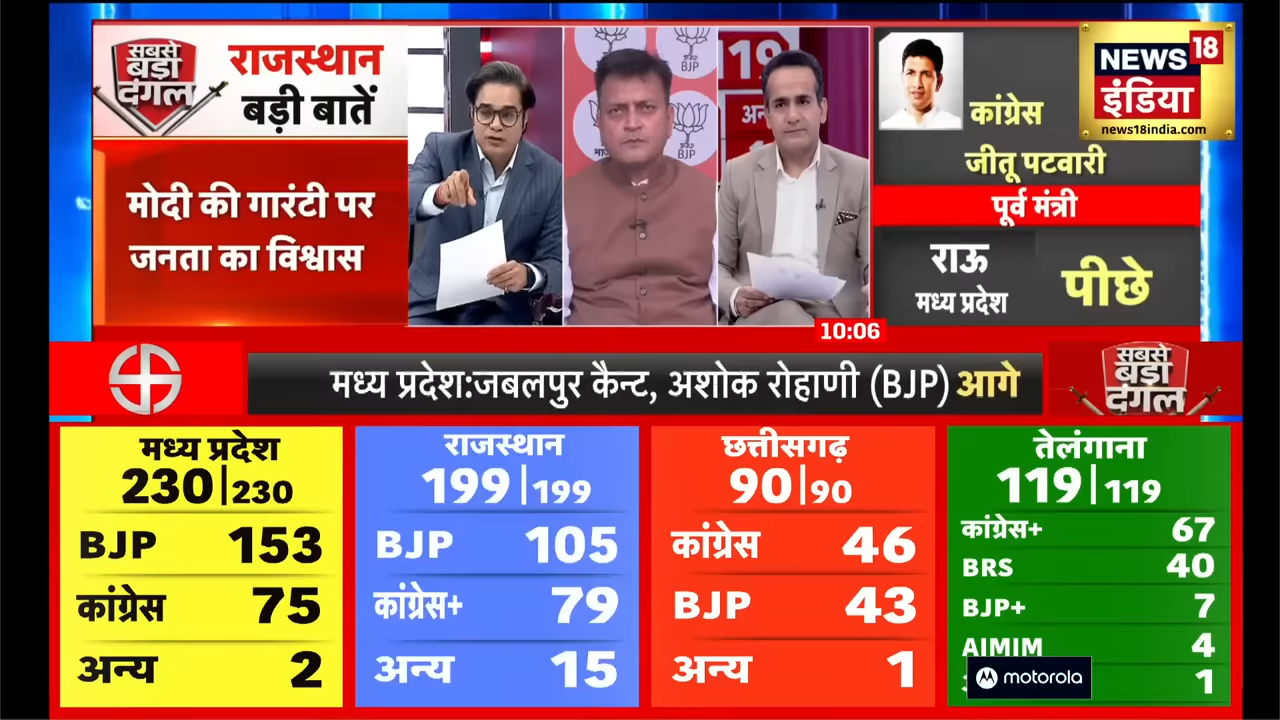 सबसे
बड़ा
दंगल
राजस्थान
बड़ी बातें
मोदी की गारंटी पर
जनता का विश्वास
BJP
BJP
119
कांग्रेस
जीतू पटवारी
पूर्व मंत्री
राऊ
मध्य प्रदेश
पीछे
NEWS 18
इंडिया
news18india.com
10:06
मध्य प्रदेश:जबलपुर कैन्ट, अशोक रोहाणी (BJP) आगे
सबसे
बड़ा
दंगल
मध्य प्रदेश
230|230
BJP 153
कांग्रेस 75
अन्य 2
राजस्थान
199|199
BJP 105
कांग्रेस+ 79
अन्य 15
छत्तीसगढ़
90|90
कांग्रेस 46
BJP 43
अन्य 1
तेलंगाना
119|119
कांग्रेस+ 67
BRS 40
BJP+ 7
AIMIM 4
1
motorola